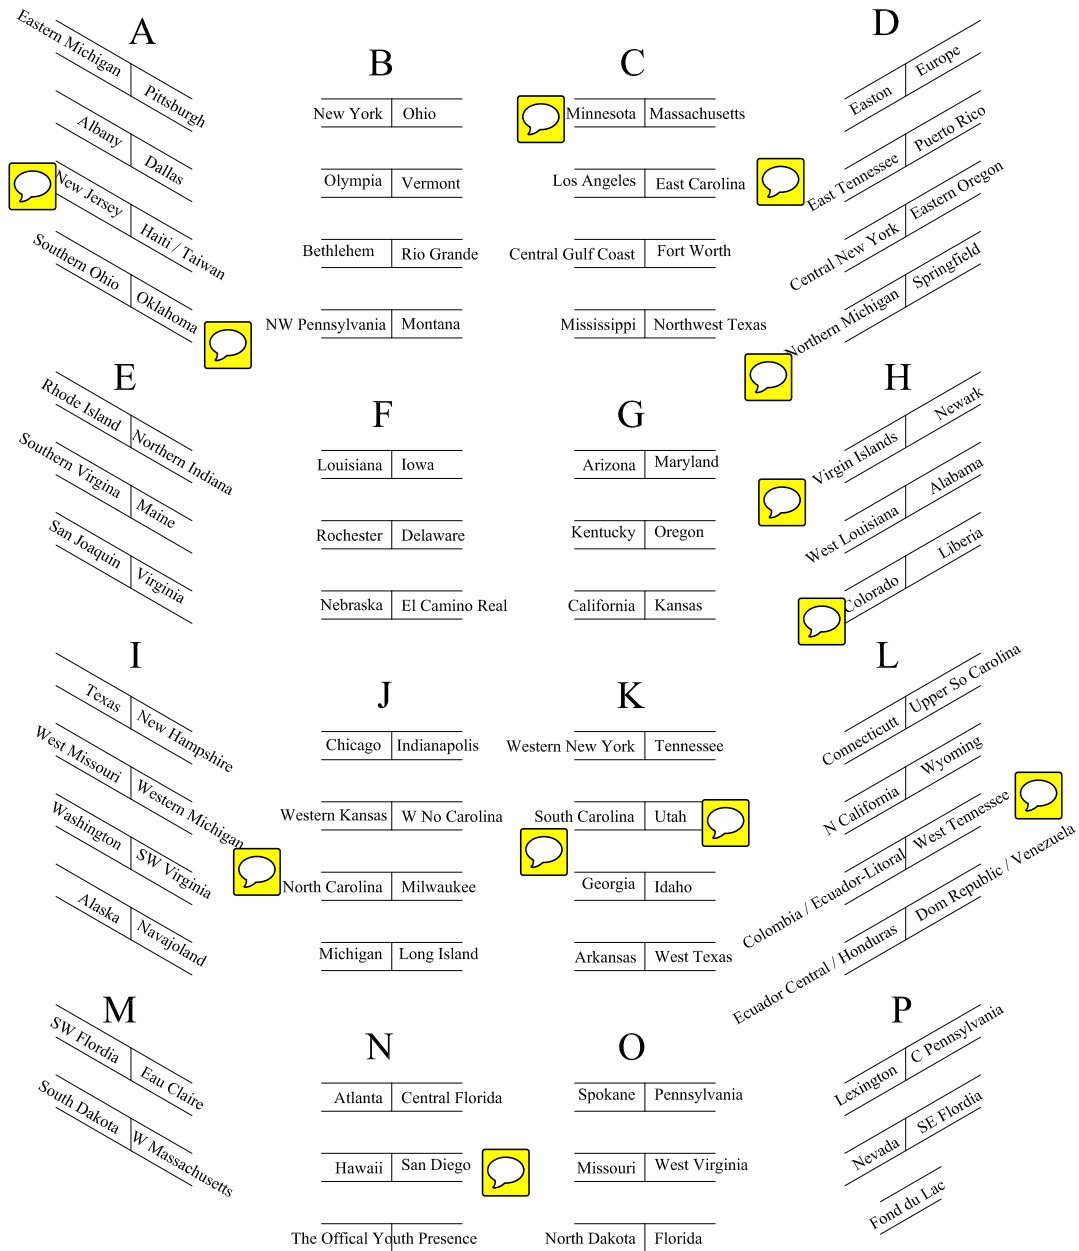 A
Eastern Michigan
Pittsburgh
Albany
Dallas
New Jersey
Haiti / Taiwan
Southern Ohio
Oklahoma
B
New York
Ohio
Olympia
Vermont
Bethlehem
Rio Grande
NW Pennsylvania
Montana
C
Minnesota
Massachusetts
Los Angeles
East Carolina
Central Gulf Coast
Fort Worth
Mississippi
Northwest Texas
D
Easton
Europe
East Tennessee
Puerto Rico
Central New York
Eastern Oregon
Northern Michigan
Springfield
E
Rhode Island
Northern Indiana
Southern Virgina
Maine
San Joaquin
Virginia
F
Louisiana
Iowa
Rochester
Delaware
Nebraska
El Camino Real
G
Arizona
Maryland
Kentucky
Oregon
California
Kansas
H
Virgin Islands
Newark
West Louisiana
Alabama
Colorado
Liberia
I
Texas
New Hampshire
West Missouri
Western Michigan
Washington
SW Virginia
Alaska
Navajoland
J
Chicago
Indianapolis
Western Kansas
W No Carolina
North Carolina
Milwaukee
Michigan
Long Island
K
Western New York
Tennessee
South Carolina
Utah
Georgia
Idaho
Arkansas
West Texas
L
Connecticutt
Upper So Carolina
N California
Wyoming
Colombia / Ecuador-Litoral
West Tennessee
Ecuador Central / Honduras
Dom Republic / Venezuela
M
SW Flordia
Eau Claire
South Dakota
W Massachusetts
N
Atlanta
Central Florida
Hawaii
San Diego
The Offical Youth Presence
O
Spokane
Pennsylvania
Missouri
West Virginia
North Dakota
Florida
P
Lexington
C Pennsylvania
Nevada
SE Flordia
Fond du Lac